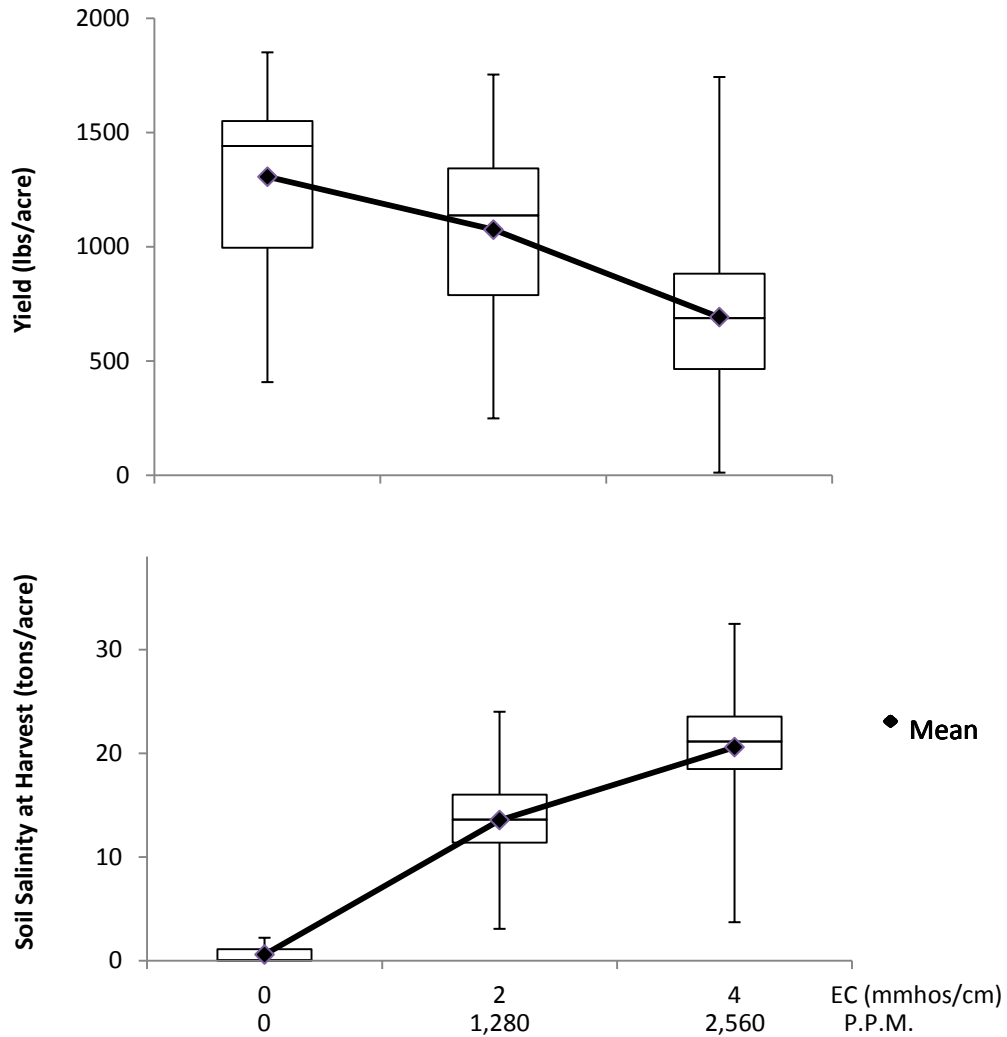 2000
1500
1000
500
0
Yield (lbs/acre)
30
20
10
0
Soil Salinity at Harvest (tons/acre)
Mean
0 2 4 EC (mmhos/cm)
0 1,280 2,560 P.P.M.